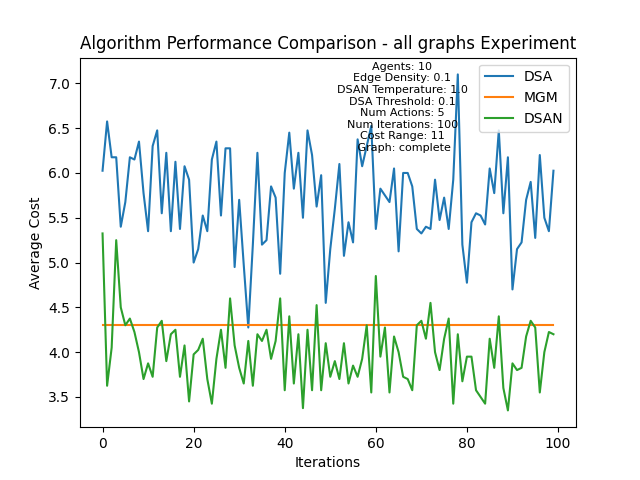 Algorithm Performance Comparison - all graphs Experiment
Agents: 10
Edge Density: 0.1
DSAN Temperature: 1.0
DSA Threshold: 0.1
Num Actions: 5
Num Iterations: 100
Cost Range: 11
Graph: complete
DSA
MGM
DSAN
Average Cost
7.0
6.5
6.0
5.5
5.0
4.5
4.0
3.5
0 20 40 60 80 100
Iterations